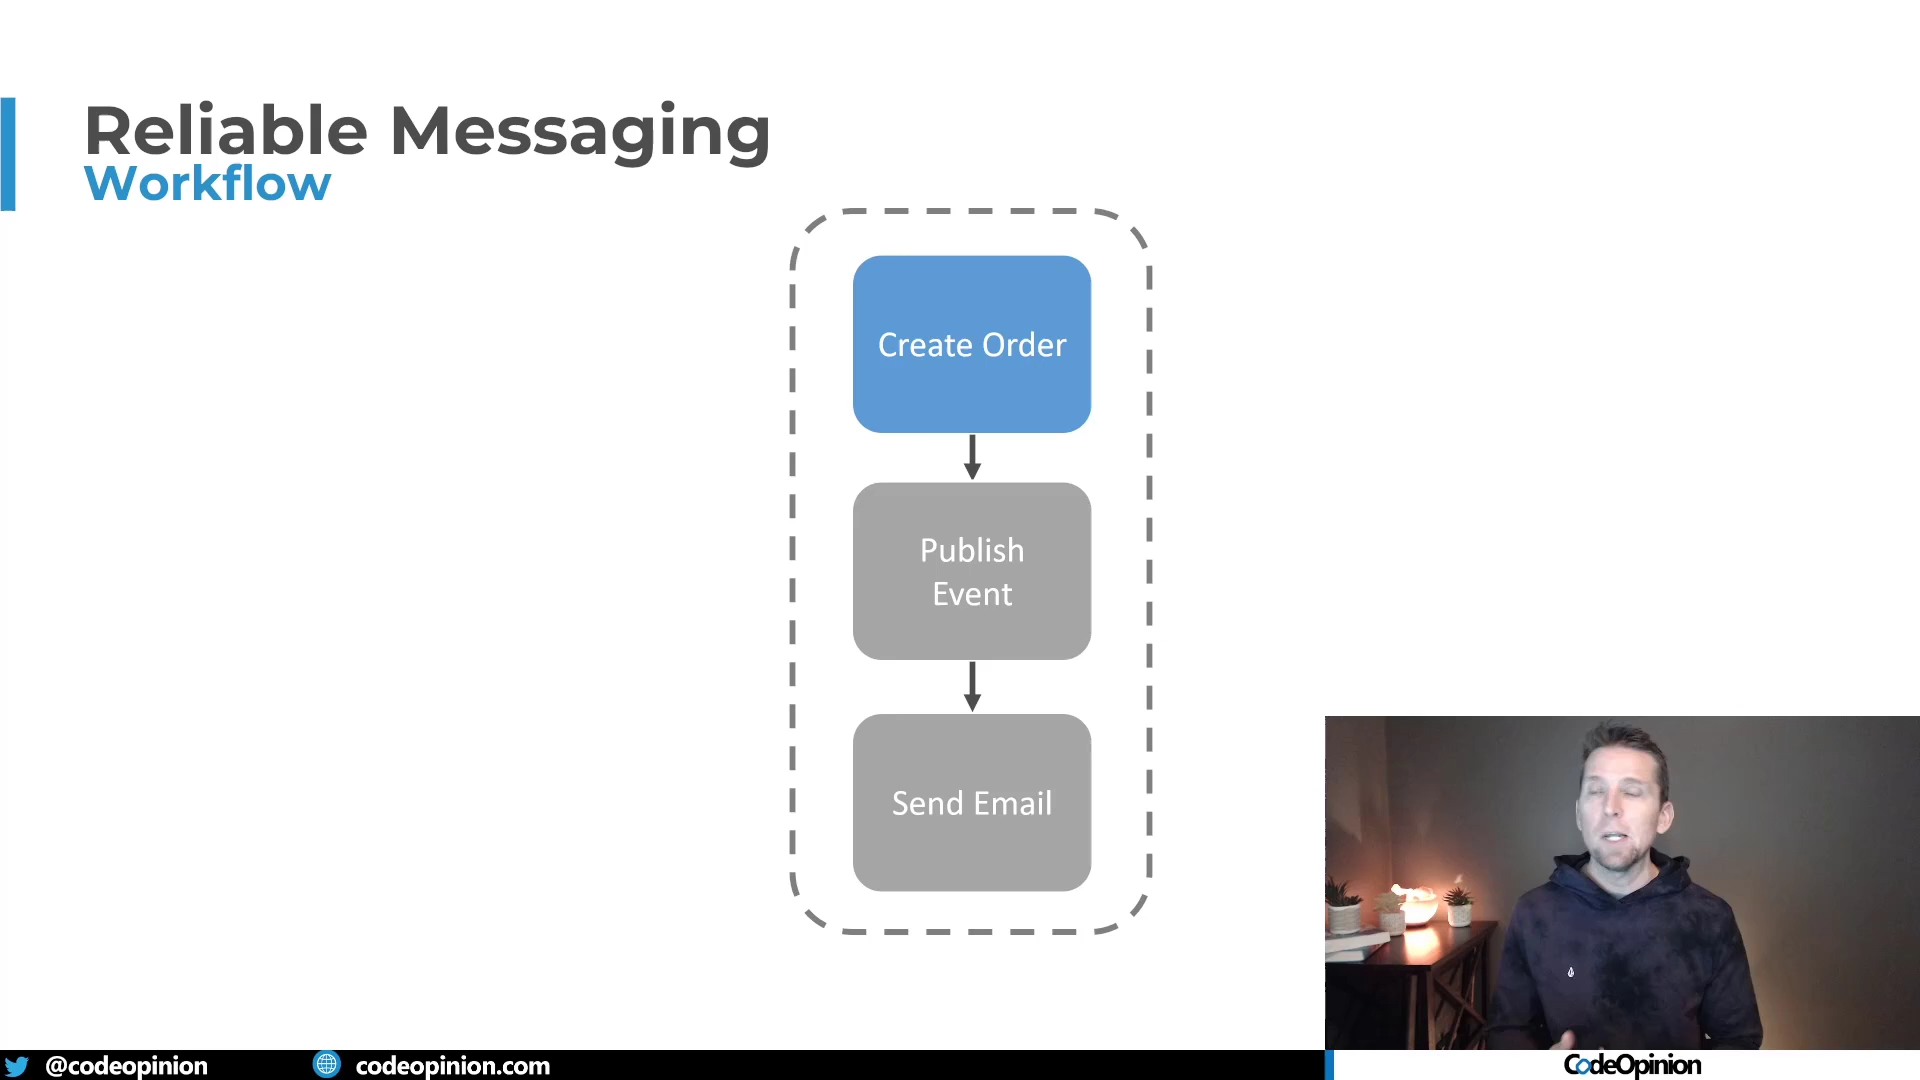 Reliable Messaging
Workflow
Create Order
Publish
Event
Send Email
@codeopinion
codeopinion.com
CodeOpinion